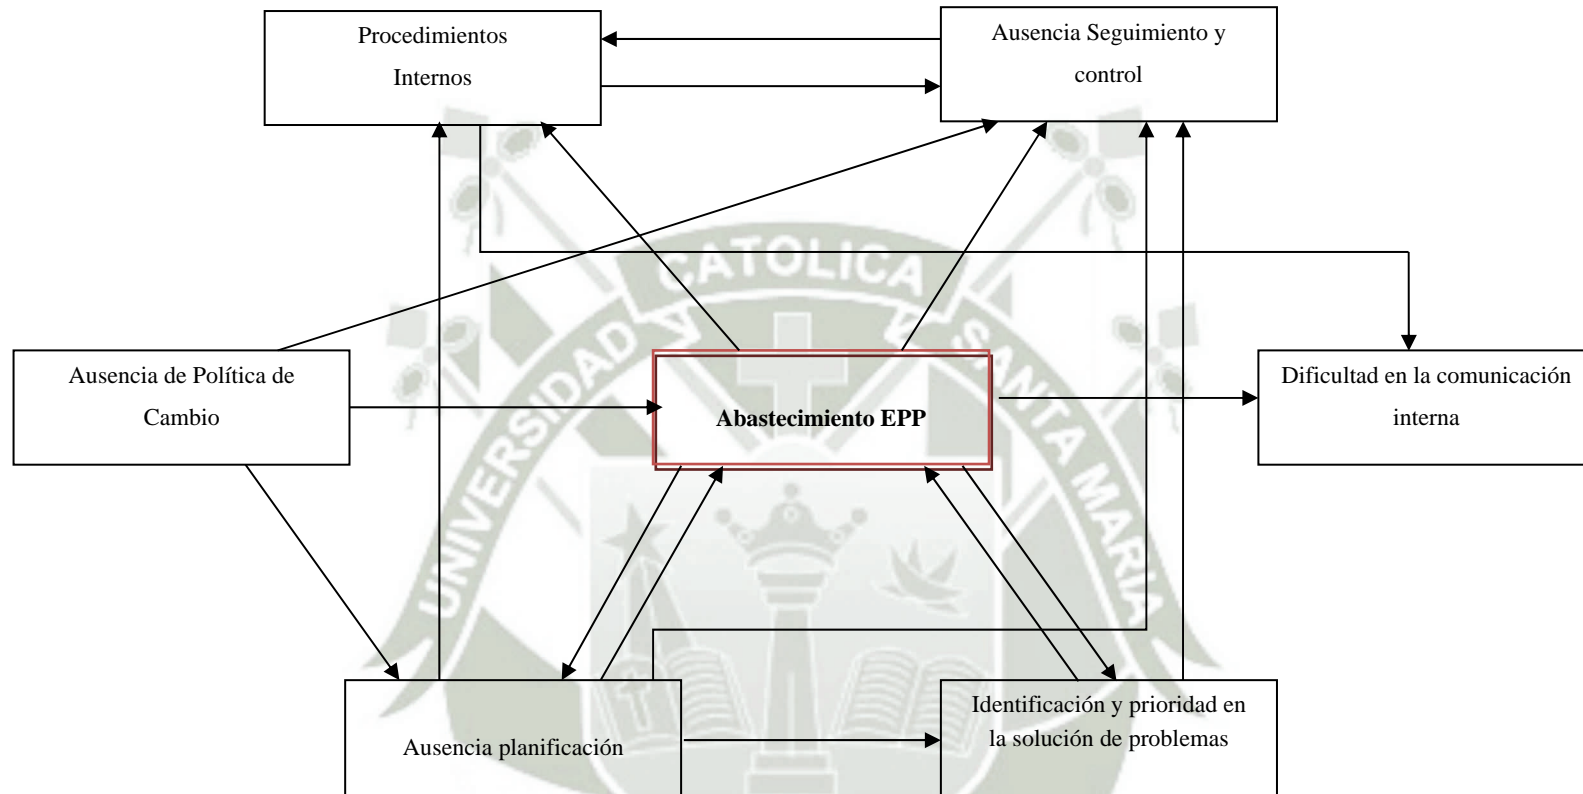 Procedimientos
Internos
Ausencia Seguimiento y
control
UNIVERSIDAD CATOLICA SANTA MARIA
Ausencia de Política de
Cambio
Abastecimiento EPP
Dificultad en la comunicación
interna
Ausencia planificación
Identificación y prioridad en
la solución de problemas